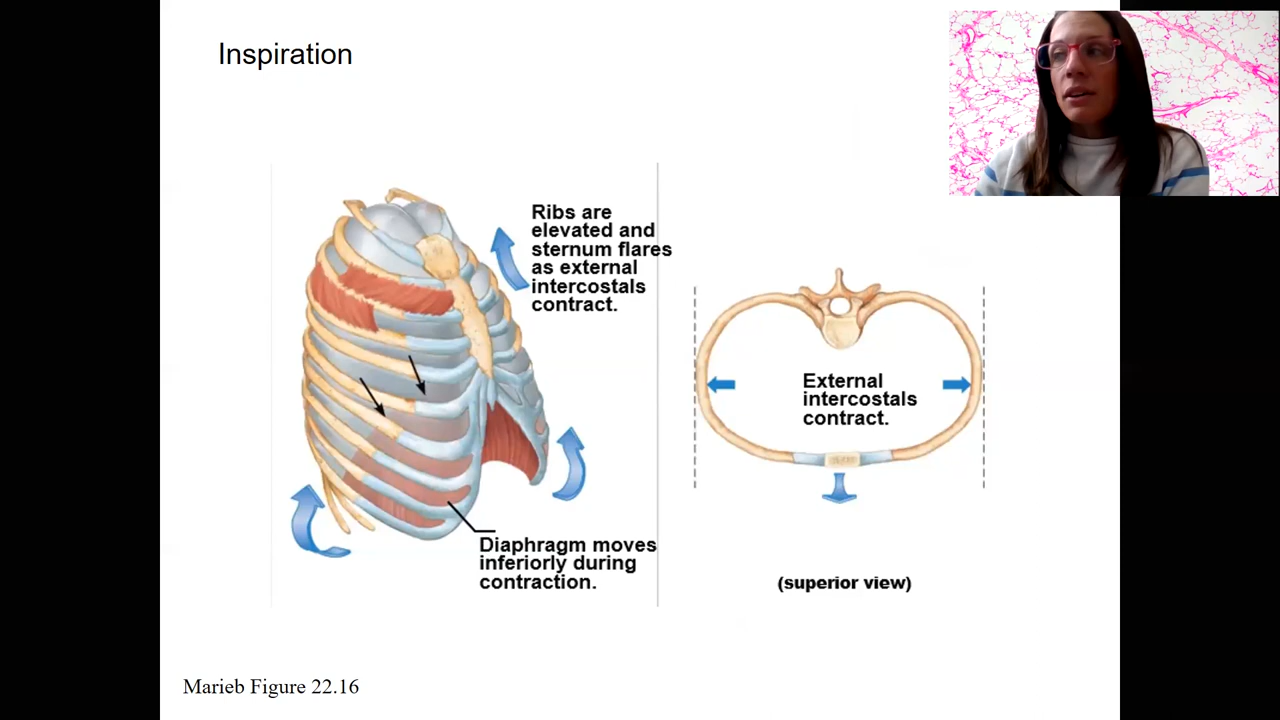 Inspiration
Ribs are
elevated and
sternum flares
as external
intercostals
contract.
Diaphragm moves
inferiorly during
contraction.
External
intercostals
contract.
(superior view)
Marieb Figure 22.16